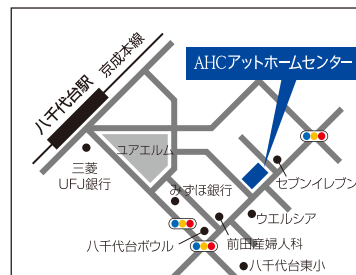 京成本線
八千代台駅
AHCアットホームセンター
ユアエルム
三菱
UFJ銀行
みずほ銀行
セブンイレブン
ウエルシア
八千代台ボウル
前田産婦人科
八千代台東小